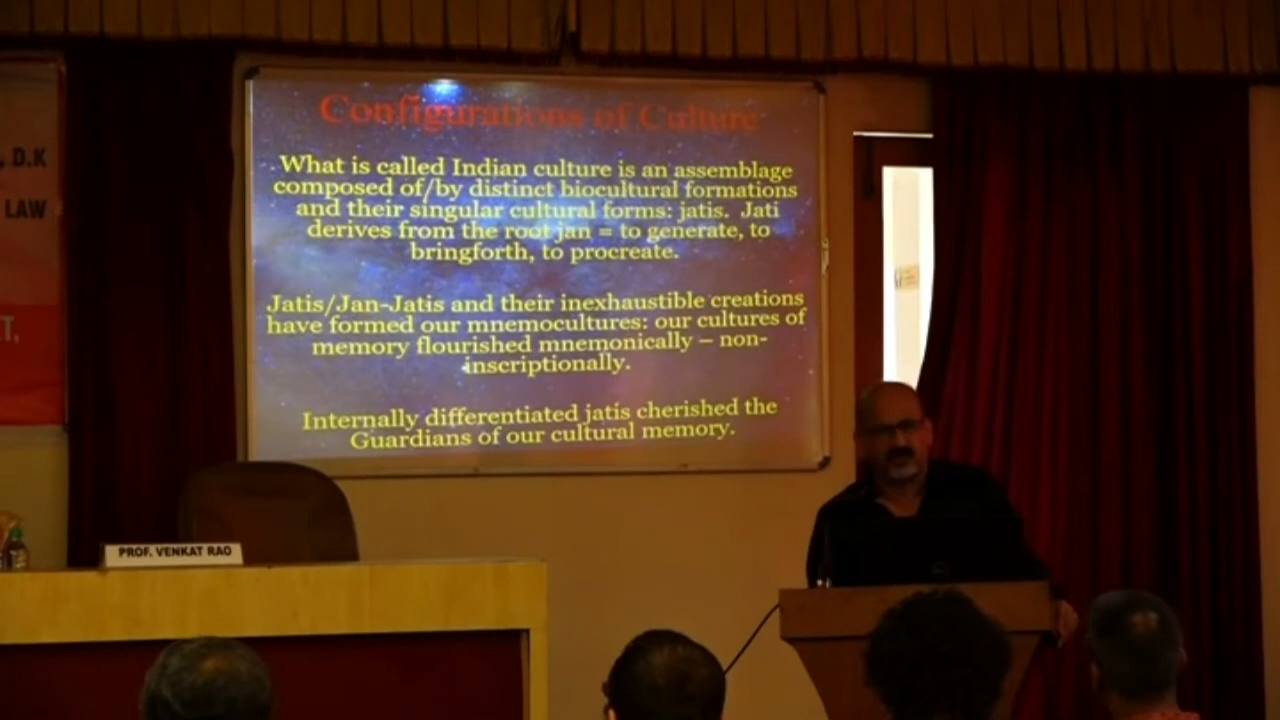 Configurations of Culture
What is called Indian culture is an assemblage
composed of/by distinct biocultural formations
and their singular cultural forms: jatis. Jati
derives from the root jan = to generate, to
bringforth, to procreate.
Jatis/Jan-Jatis and their inexhaustible creations
have formed our mnemocultures: our cultures of
memory flourished mnemonically – non-
inscriptionally.
Internally differentiated jatis cherished the
Guardians of our cultural memory.
, D.K
LAW
T,
PROF. VENKAT RAO